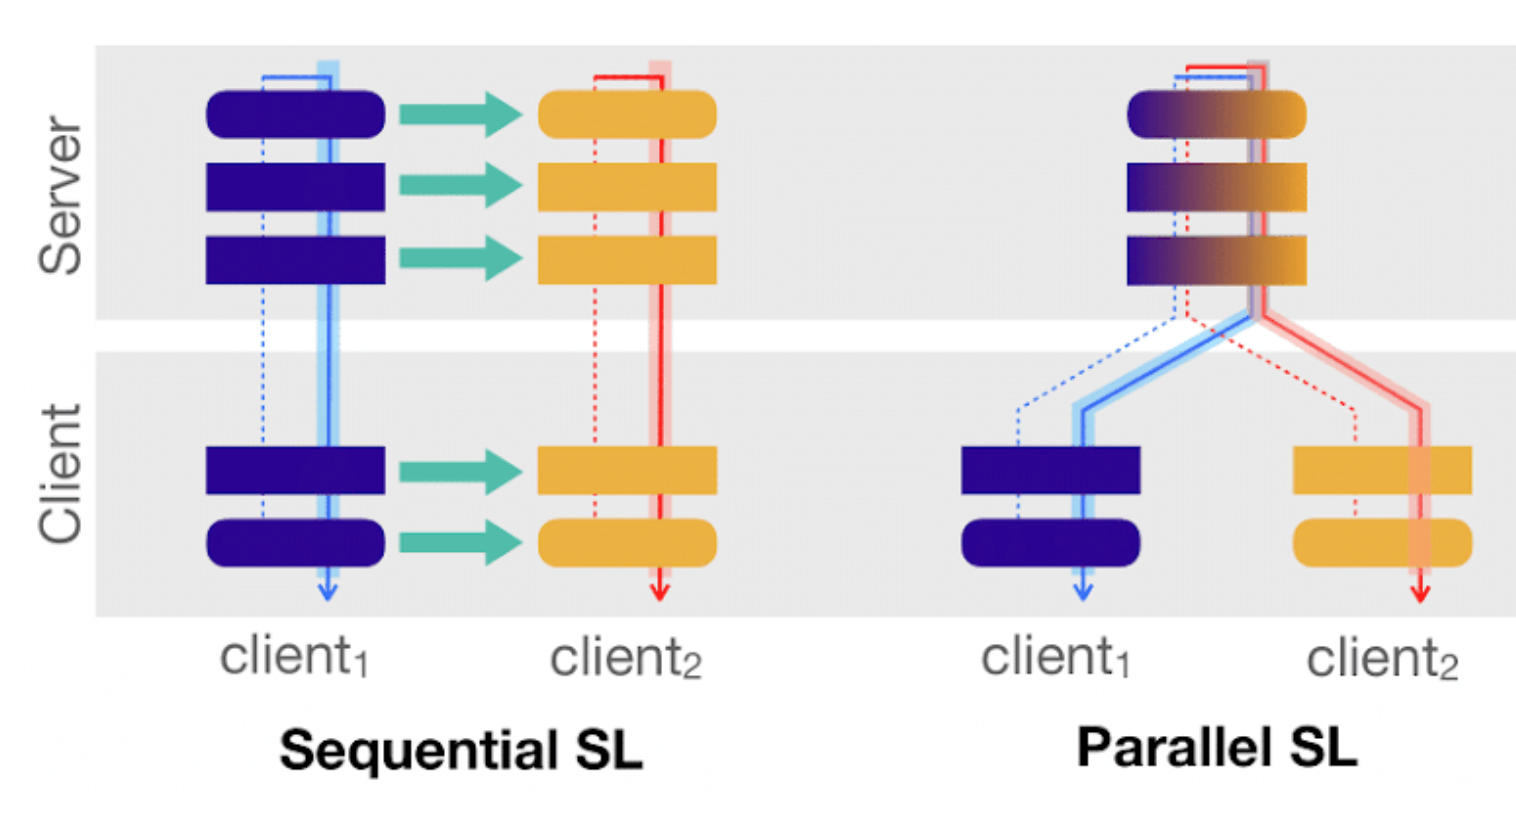 Server
Client
client₁
client₂
client₁
client₂
Sequential SL
Parallel SL